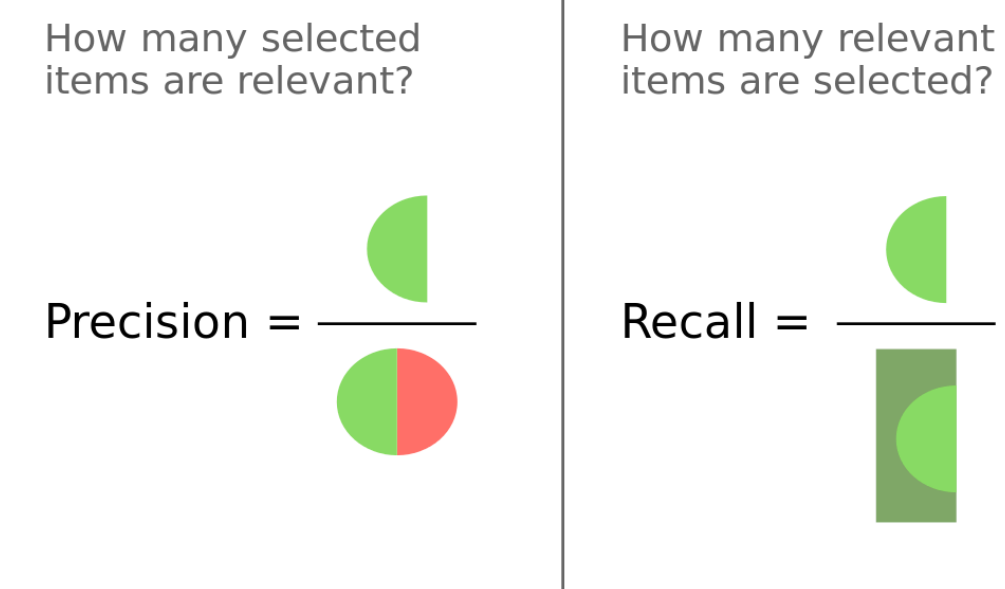 How many selected
items are relevant?
Precision =
How many relevant
items are selected?
Recall =